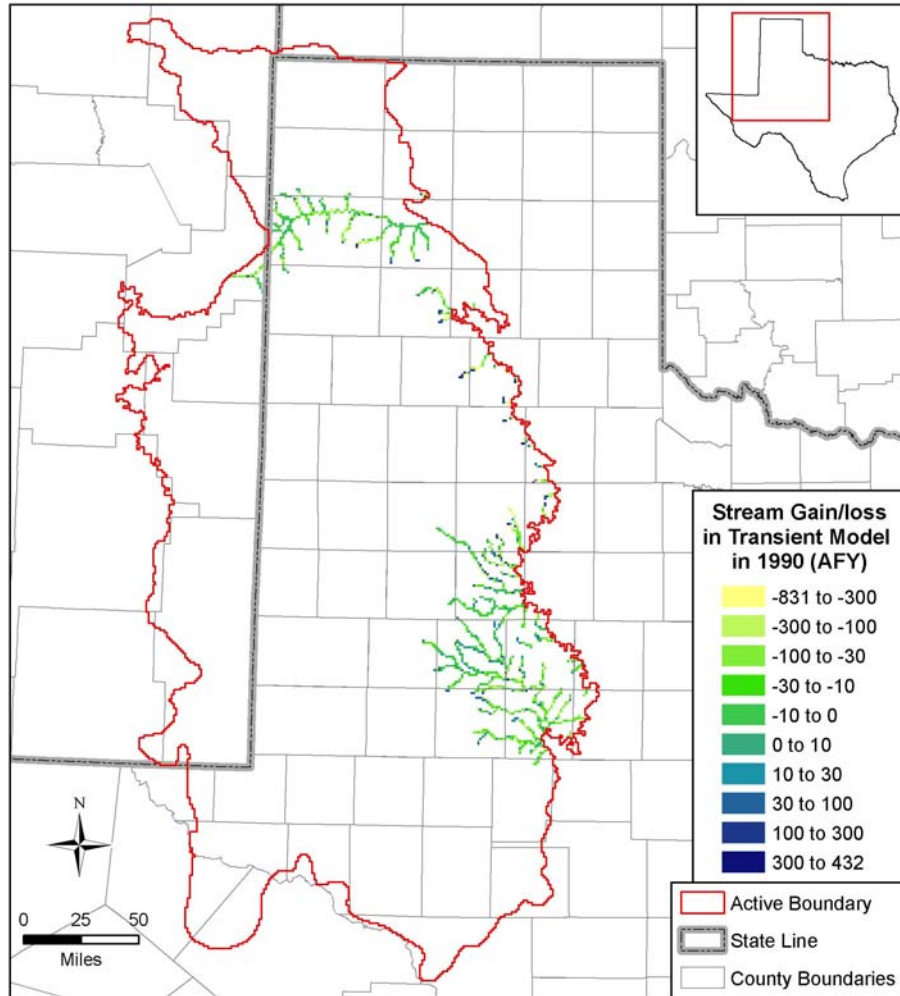 Stream Gain/loss
in Transient Model
in 1990 (AFY)
-831 to -300
-300 to -100
-100 to -30
-30 to -10
-10 to 0
0 to 10
10 to 30
30 to 100
100 to 300
300 to 432
Active Boundary
State Line
County Boundaries
N
0 25 50
Miles